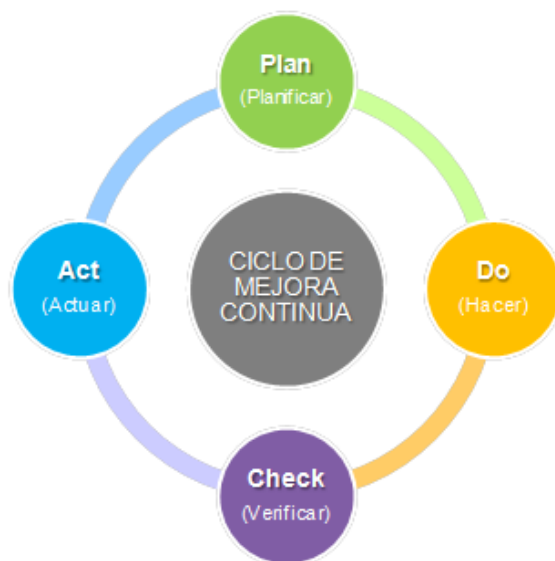 Plan
(Planificar)
Act
(Actuar)
CICLO DE
MEJORA
CONTINUA
Do
(Hacer)
Check
(Verificar)